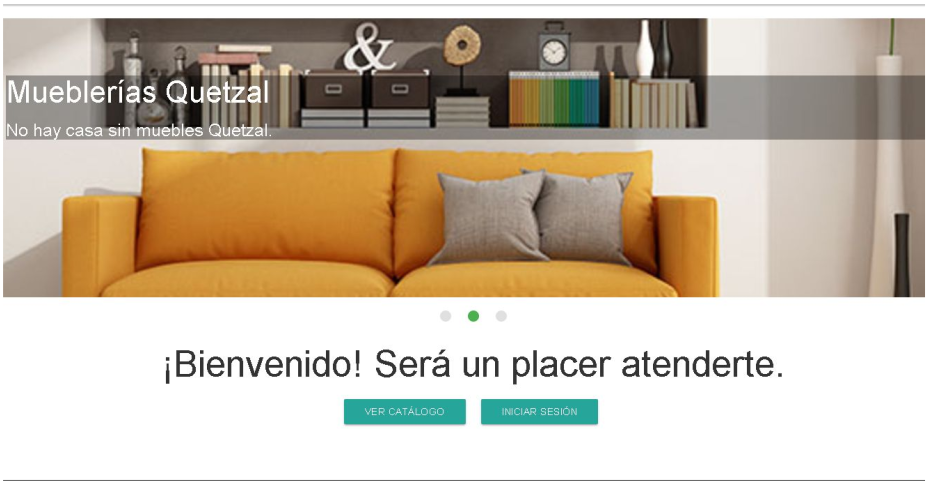 &
Mueblerías Quetzal
No hay casa sin muebles Quetzal.
¡Bienvenido! Será un placer atenderte.
VER CATÁLOGO
INICIAR SESIÓN